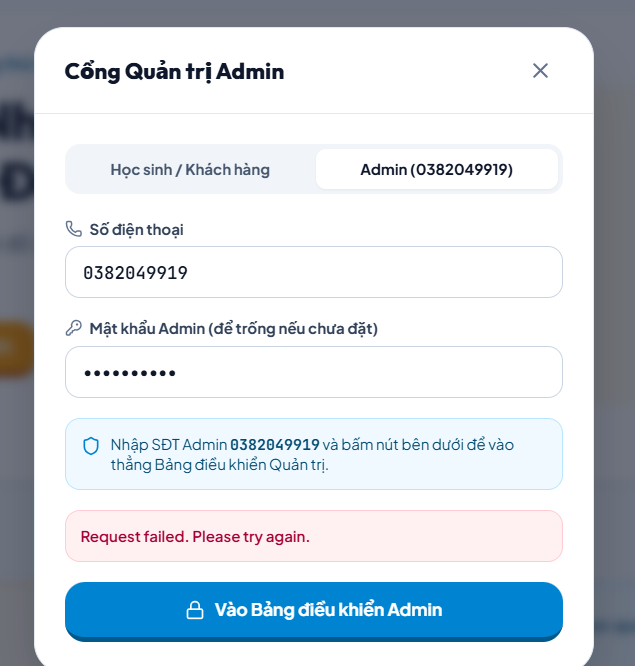 Cổng Quản trị Admin
Học sinh / Khách hàng
Admin (0382049919)
Số điện thoại
0382049919
Mật khẩu Admin (để trống nếu chưa đặt)
••••••••••
Nhập SĐT Admin 0382049919 và bấm nút bên dưới để vào
thẳng Bảng điều khiển Quản trị.
Request failed. Please try again.
Vào Bảng điều khiển Admin